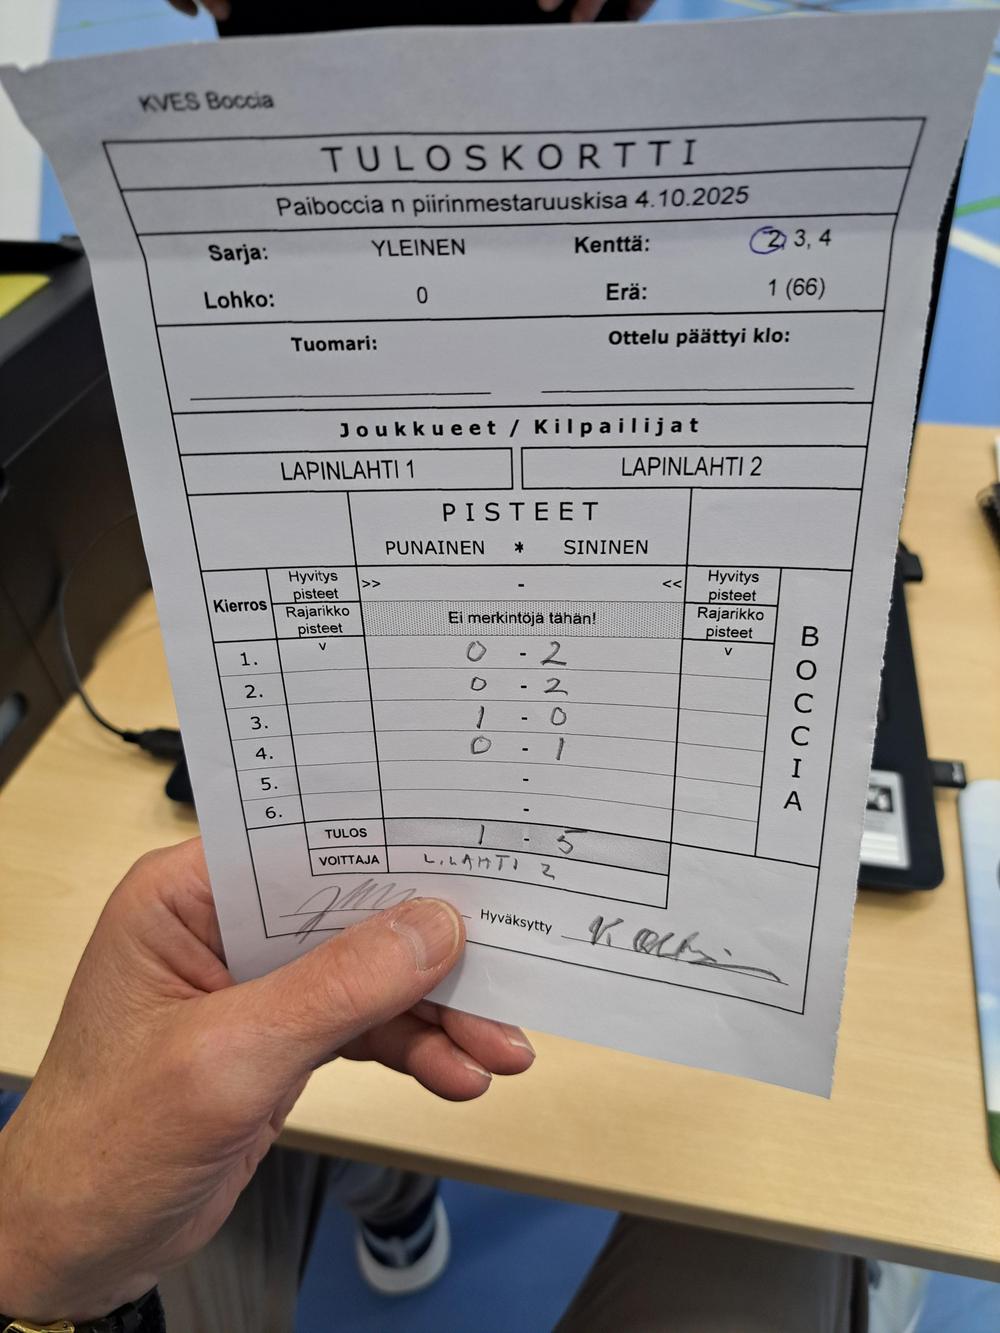 KVES Boccia
TULOSKORTTI
Paiboccia n piirinmestaruuskisa 4.10.2025
Sarja: YLEINEN Kenttä: 2, 3, 4
Lohko: 0 Erä: 1 (66)
Tuomari: Ottelu päättyi klo:
Joukkueet / Kilpailijat
LAPINLAHTI 1 LAPINLAHTI 2
PISTEET
PUNAINEN * SININEN
Kierros Hyvitys pisteet >> - << Hyvitys pisteet
Rajarikko pisteet Ei merkintöjä tähän! Rajarikko pisteet
v v
1. 0 - 2
2. 0 - 2
3. 1 - 0
4. 0 - 1
5. -
6. -
BOCCIA
TULOS 1 - 5
VOITTAJA L.LAHTI 2
Hyväksytty K